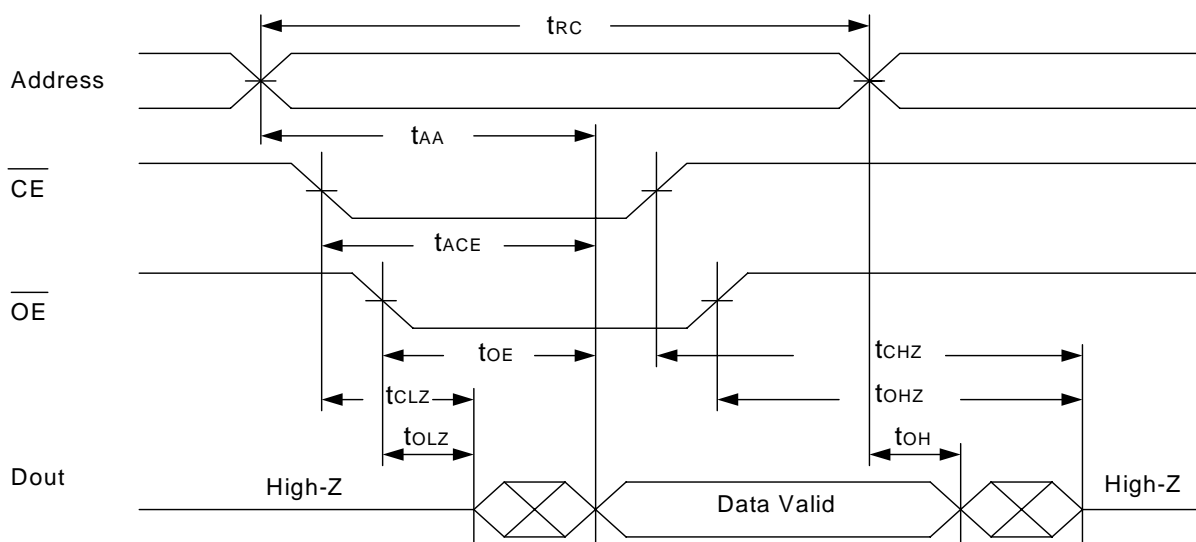 tRC
Address
tAA
CE
tACE
OE
tOE
tCHZ
tCLZ
tOHZ
tOLZ
tOH
Dout
High-Z
Data Valid
High-Z